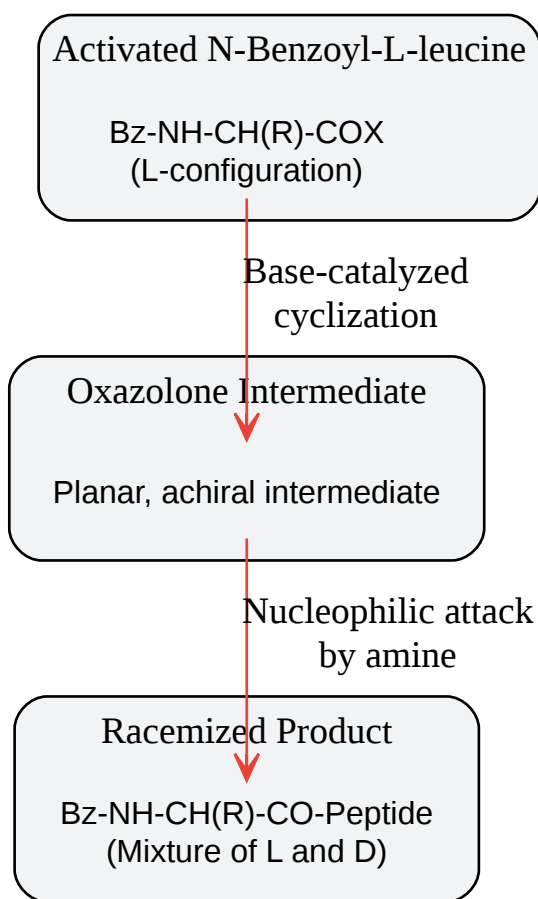 Activated N-Benzoyl-L-leucine
Bz-NH-CH(R)-COX
(L-configuration)
Base-catalyzed
cyclization
Oxazolone Intermediate
Planar, achiral intermediate
Nucleophilic attack
by amine
Racemized Product
Bz-NH-CH(R)-CO-Peptide
(Mixture of L and D)